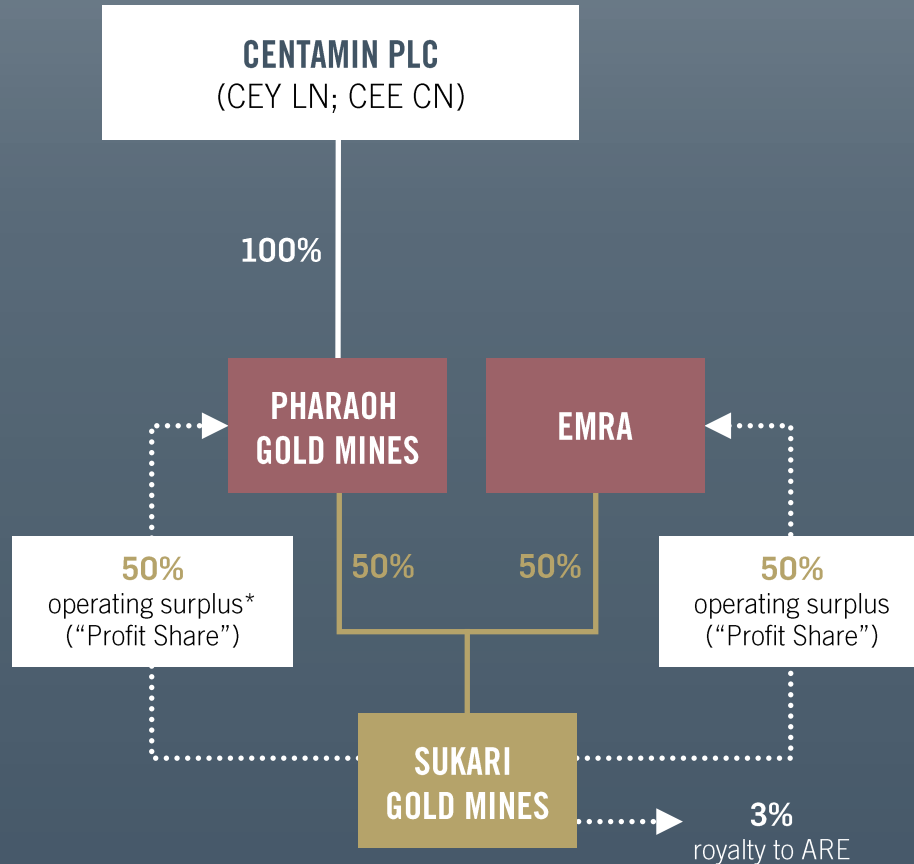 CENTAMIN PLC
(CEY LN; CEE CN)
100%
PHARAOH
GOLD MINES
EMRA
50%
operating surplus*
(“Profit Share”)
50%
50%
50%
operating surplus
(“Profit Share”)
SUKARI
GOLD MINES
3%
royalty to ARE